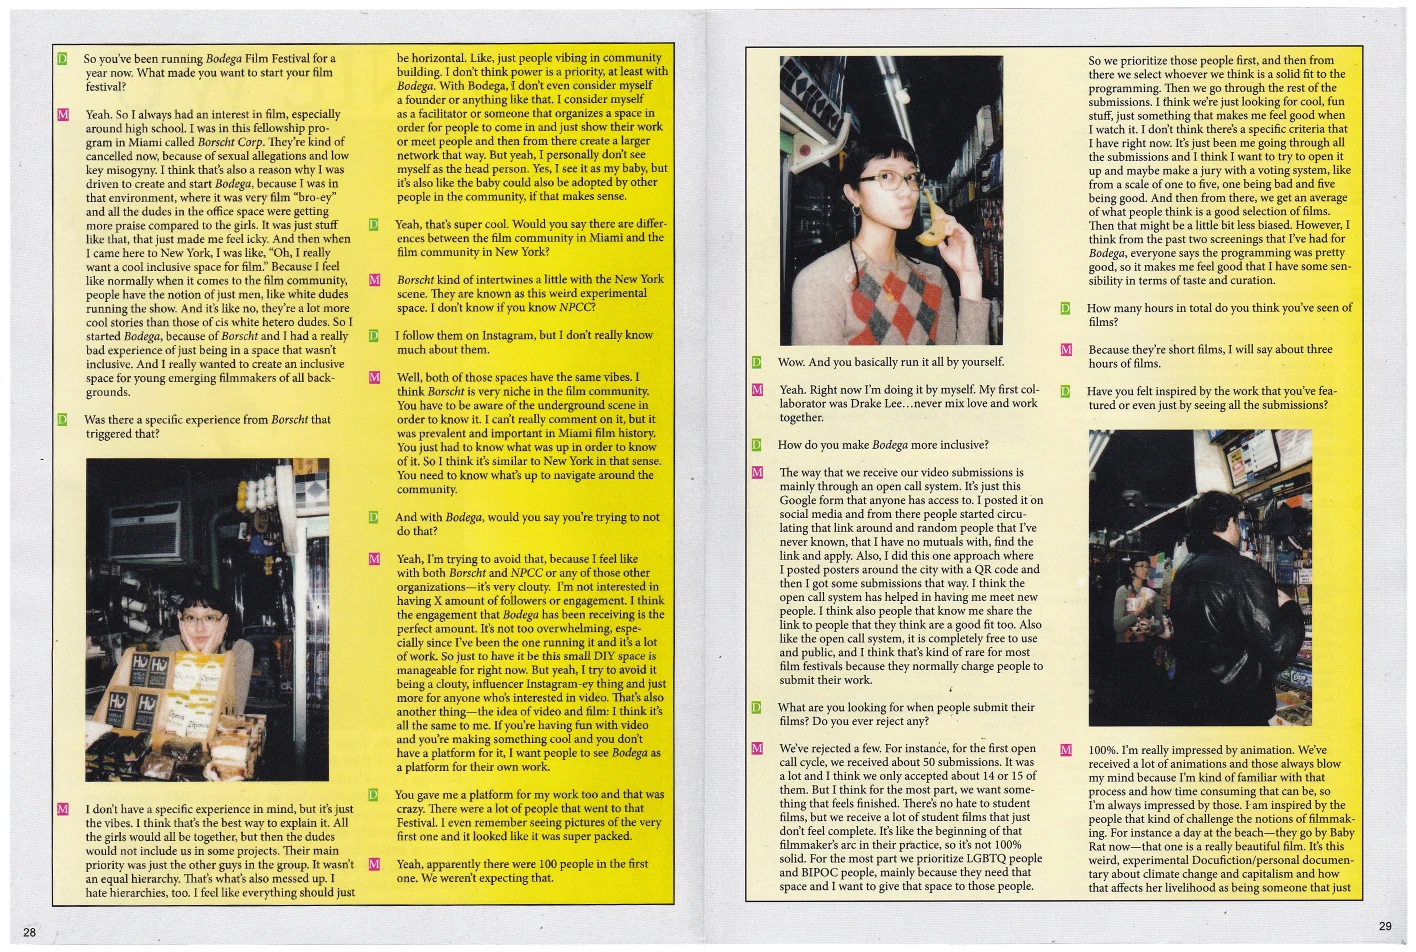 D So you've been running Bodega Film Festival for a
year now. What made you want to start your film
festival?
M Yeah. So I always had an interest in film, especially
around high school. I was in this fellowship pro-
gram in Miami called Borscht Corp. They're kind of
cancelled now, because of sexual allegations and low
key misogyny. I think that's also a reason why I was
driven to create and start Bodega, because I was in
that environment, where it was very film “bro-ey”
and all the dudes in the office space were getting
more praise compared to the girls. It was just stuff
like that, that just made me feel icky. And then when
I came here to New York, I was like, “Oh, I really
want a cool inclusive space for film.” Because I feel
like normally when it comes to the film community,
people have the notion of just men, like white dudes
running the show. And it's like no, they're a lot more
cool stories than those of cis white hetero dudes. So I
started Bodega, because of Borscht and I had a really
bad experience of just being in a space that wasn't
inclusive. And I really wanted to create an inclusive
space for young emerging filmmakers of all back-
grounds.
D Was there a specific experience from Borscht that
triggered that?
HU HU
HU HU
M I don't have a specific experience in mind, but it's just
the vibes. I think that's the best way to explain it. All
the girls would all be together, but then the dudes
would not include us in some projects. Their main
priority was just the other guys in the group. It wasn't
an equal hierarchy. That's what's also messed up. I
hate hierarchies, too. I feel like everything should just
be horizontal. Like, just people vibing in community
building. I don't think power is a priority, at least with
Bodega. With Bodega, I don't even consider myself
a founder or anything like that. I consider myself
as a facilitator or someone that organizes a space in
order for people to come in and just show their work
or meet people and then from there create a larger
network that way. But yeah, I personally don't see
myself as the head person. Yes, I see it as my baby, but
it's also like the baby could also be adopted by other
people in the community, if that makes sense.
D Yeah, that's super cool. Would you say there are differ-
ences between the film community in Miami and the
film community in New York?
M Borscht kind of intertwines a little with the New York
scene. They are known as this weird experimental
space. I don't know if you know NPCC?
D I follow them on Instagram, but I don't really know
much about them.
M Well, both of those spaces have the same vibes. I
think Borscht is very niche in the film community.
You have to be aware of the underground scene in
order to know it. I can't really comment on it, but it
was prevalent and important in Miami film history.
You just had to know what was up in order to know
of it. So I think it's similar to New York in that sense.
You need to know what's up to navigate around the
community.
D And with Bodega, would you say you're trying to not
do that?
M Yeah, I'm trying to avoid that, because I feel like
with both Borscht and NPCC or any of those other
organizations—it's very clouty. I'm not interested in
having X amount of followers or engagement. I think
the engagement that Bodega has been receiving is the
perfect amount. It's not too overwhelming, espe-
cially since I've been the one running it and it's a lot
of work. So just to have it be this small DIY space is
manageable for right now. But yeah, I try to avoid it
being a clouty, influencer Instagram-ey thing and just
more for anyone who's interested in video. That's also
another thing—the idea of video and film: I think it's
all the same to me. If you're having fun with video
and you're making something cool and you don't
have a platform for it, I want people to see Bodega as
a platform for their own work.
D You gave me a platform for my work too and that was
crazy. There were a lot of people that went to that
Festival. I even remember seeing pictures of the very
first one and it looked like it was super packed.
M Yeah, apparently there were 100 people in the first
one. We weren't expecting that.
28
D Wow. And you basically run it all by yourself.
M Yeah. Right now I'm doing it by myself. My first col-
laborator was Drake Lee…never mix love and work
together.
D How do you make Bodega more inclusive?
M The way that we receive our video submissions is
mainly through an open call system. It's just this
Google form that anyone has access to. I posted it on
social media and from there people started circu-
lating that link around and random people that I've
never known, that I have no mutuals with, find the
link and apply. Also, I did this one approach where
I posted posters around the city with a QR code and
then I got some submissions that way. I think the
open call system has helped in having me meet new
people. I think also people that know me share the
link to people that they think are a good fit too. Also
like the open call system, it is completely free to use
and public, and I think that's kind of rare for most
film festivals because they normally charge people to
submit their work.
D What are you looking for when people submit their
films? Do you ever reject any?
M We've rejected a few. For instance, for the first open
call cycle, we received about 50 submissions. It was
a lot and I think we only accepted about 14 or 15 of
them. But I think for the most part, we want some-
thing that feels finished. There's no hate to student
films, but we receive a lot of student films that just
don't feel complete. It's like the beginning of that
filmmaker's arc in their practice, so it's not 100%
solid. For the most part we prioritize LGBTQ people
and BIPOC people, mainly because they need that
space and I want to give that space to those people.
So we prioritize those people first, and then from
there we select whoever we think is a solid fit to the
programming. Then we go through the rest of the
submissions. I think we're just looking for cool, fun
stuff, just something that makes me feel good when
I watch it. I don't think there's a specific criteria that
I have right now. It's just been me going through all
the submissions and I think I want to try to open it
up and maybe make a jury with a voting system, like
from a scale of one to five, one being bad and five
being good. And then from there, we get an average
of what people think is a good selection of films.
Then that might be a little bit less biased. However, I
think from the past two screenings that I've had for
Bodega, everyone says the programming was pretty
good, so it makes me feel good that I have some sen-
sibility in terms of taste and curation.
D How many hours in total do you think you've seen of
films?
M Because they're short films, I will say about three
hours of films.
D Have you felt inspired by the work that you've fea-
tured or even just by seeing all the submissions?
M 100%. I'm really impressed by animation. We've
received a lot of animations and those always blow
my mind because I'm kind of familiar with that
process and how time consuming that can be, so
I'm always impressed by those. I am inspired by the
people that kind of challenge the notions of filmmak-
ing. For instance a day at the beach—they go by Baby
Rat now—that one is a really beautiful film. It's this
weird, experimental Docufiction/personal documen-
tary about climate change and capitalism and how
that affects her livelihood as being someone that just
29